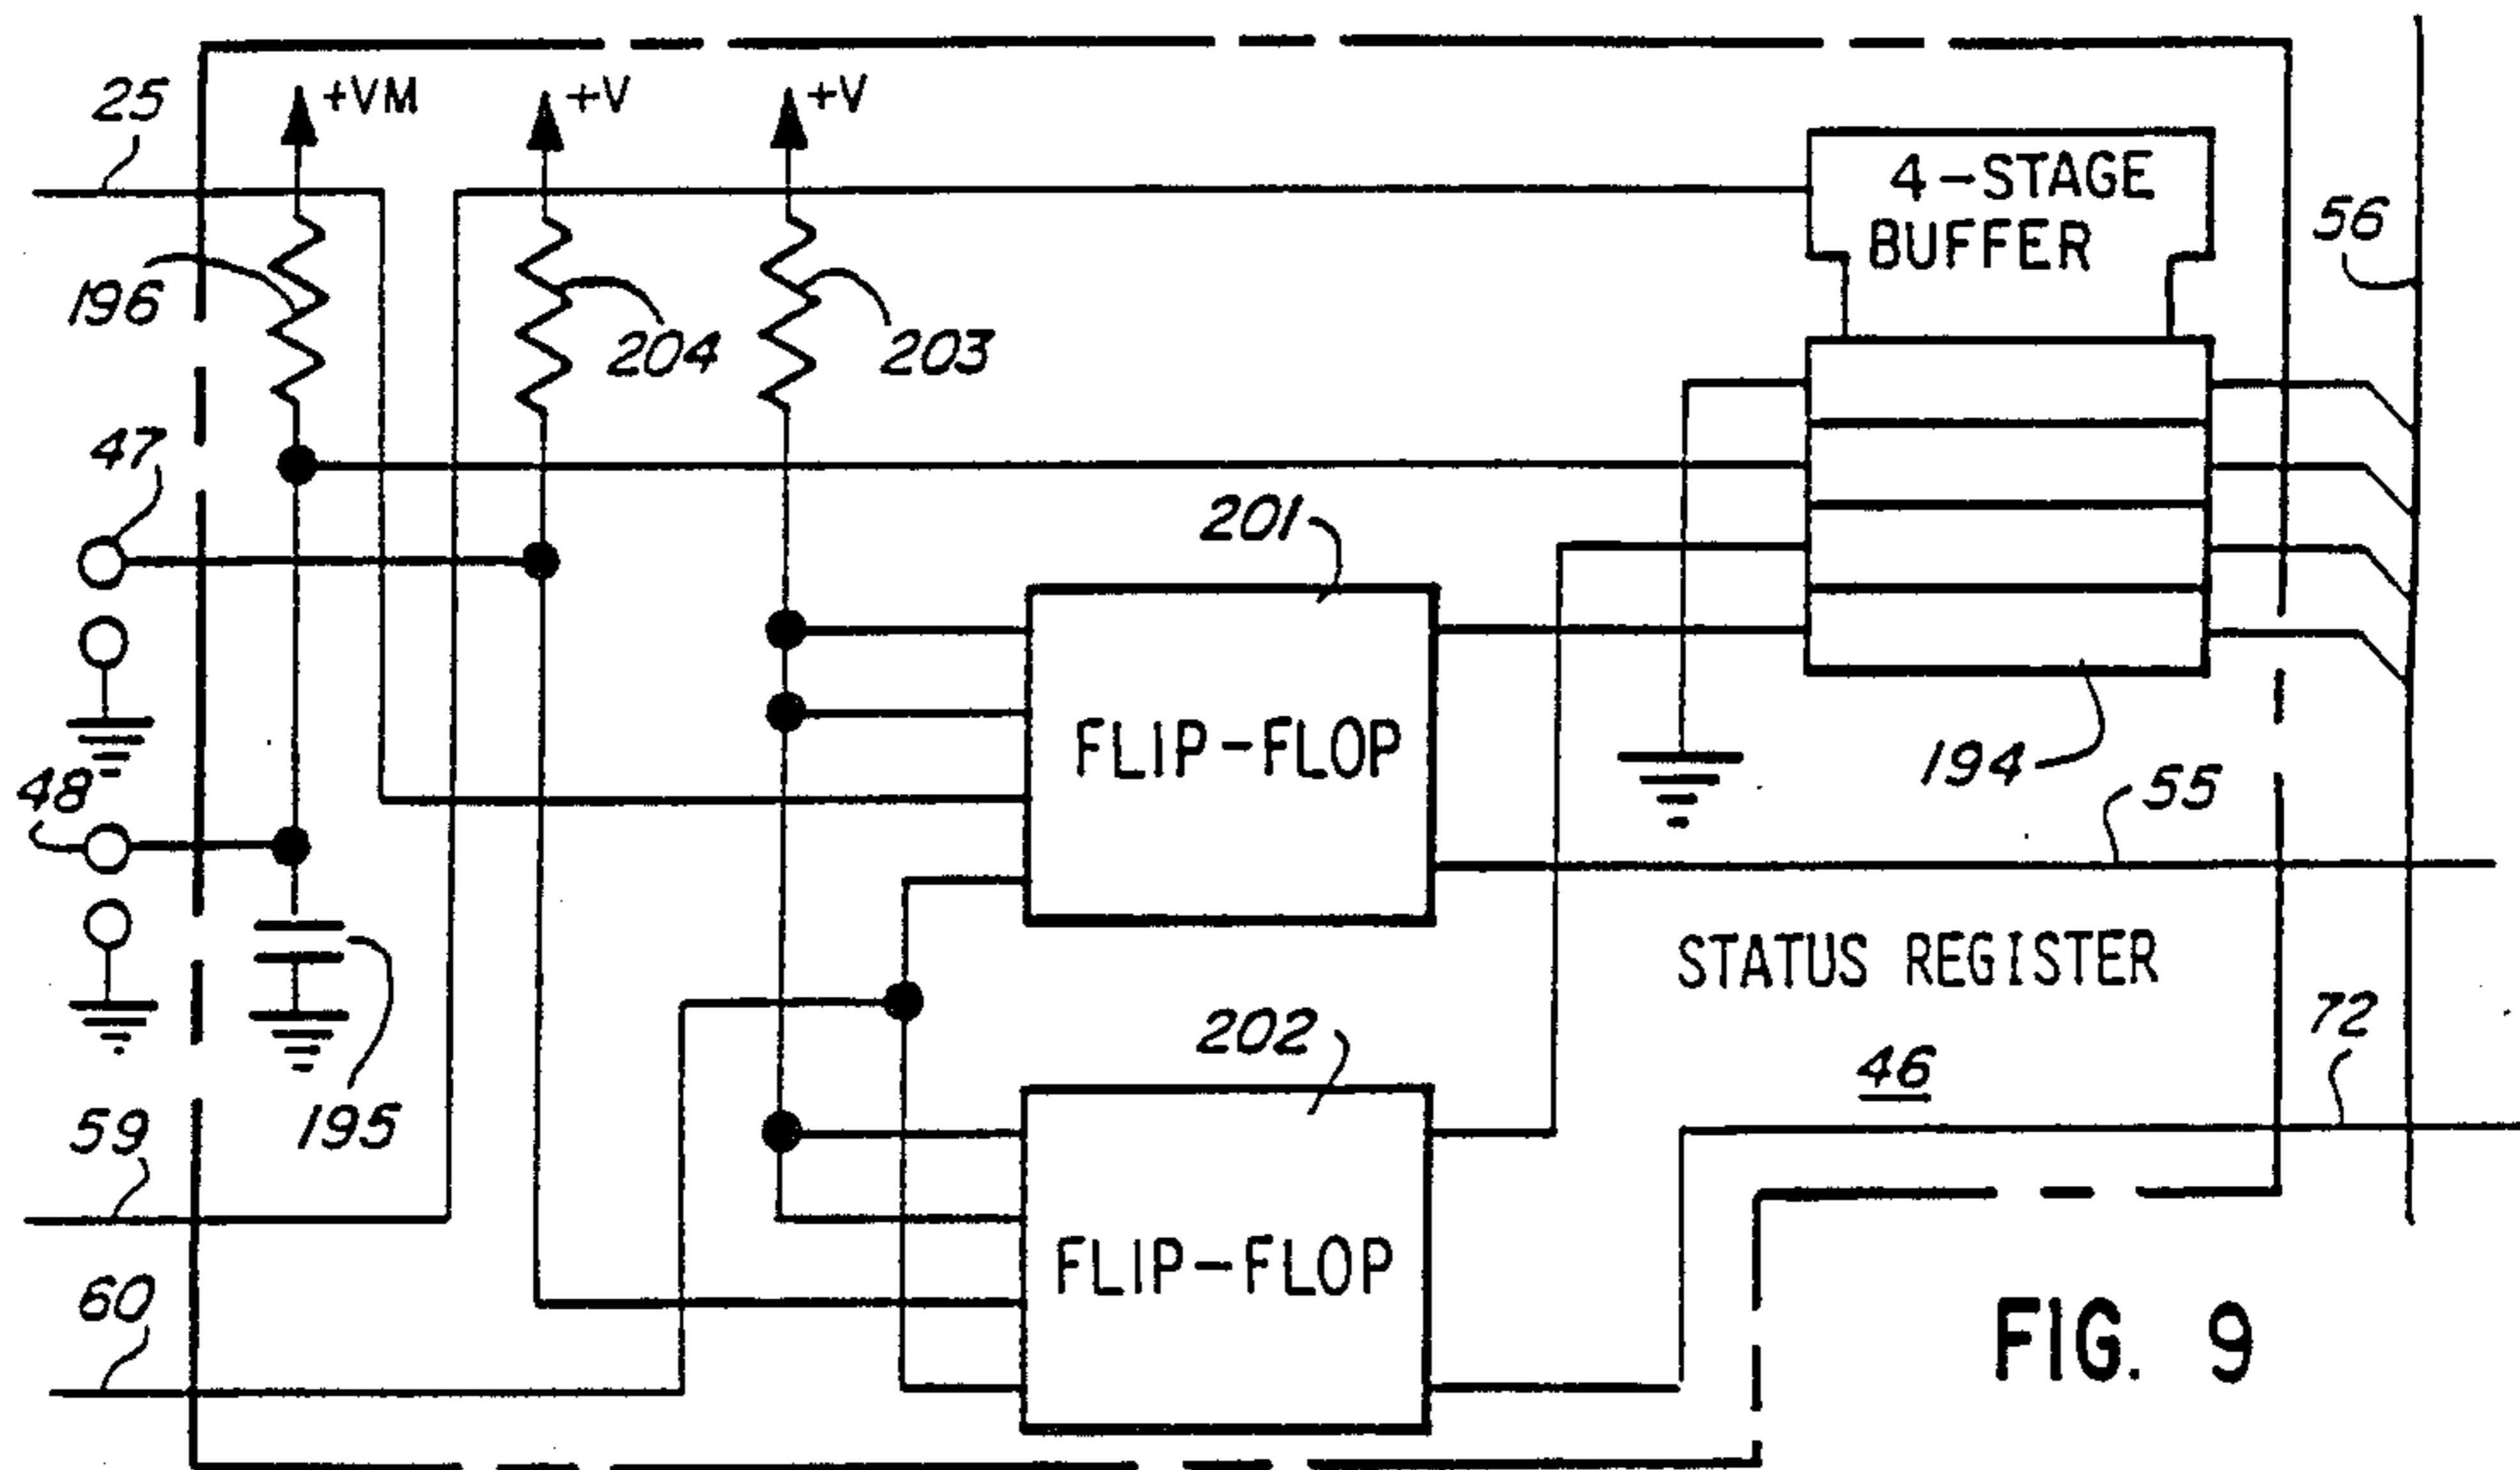 25
+VM
+V
+V
4-STAGE
BUFFER
56
196
204
203
47
201
FLIP-FLOP
194
55
48
STATUS REGISTER
202
46
72
195
59
FLIP-FLOP
60
FIG. 9